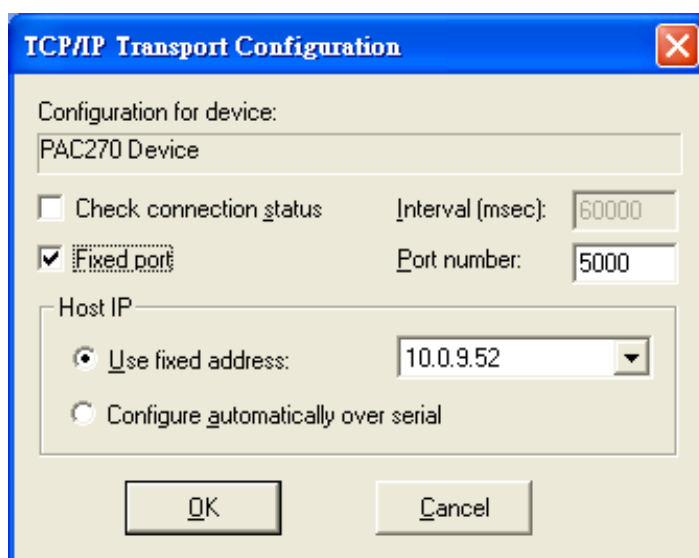 TCP/IP Transport Configuration
Configuration for device:
PAC270 Device
Check connection status Interval (msec): 60000
Fixed port Port number: 5000
Host IP
Use fixed address: 10.0.9.52
Configure automatically over serial
OK Cancel